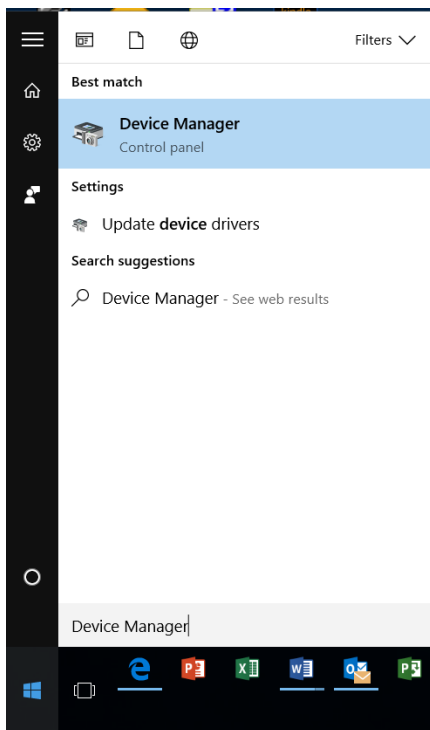 Filters
Best match
Device Manager
Control panel
Settings
Update device drivers
Search suggestions
Device Manager - See web results
Device Manager